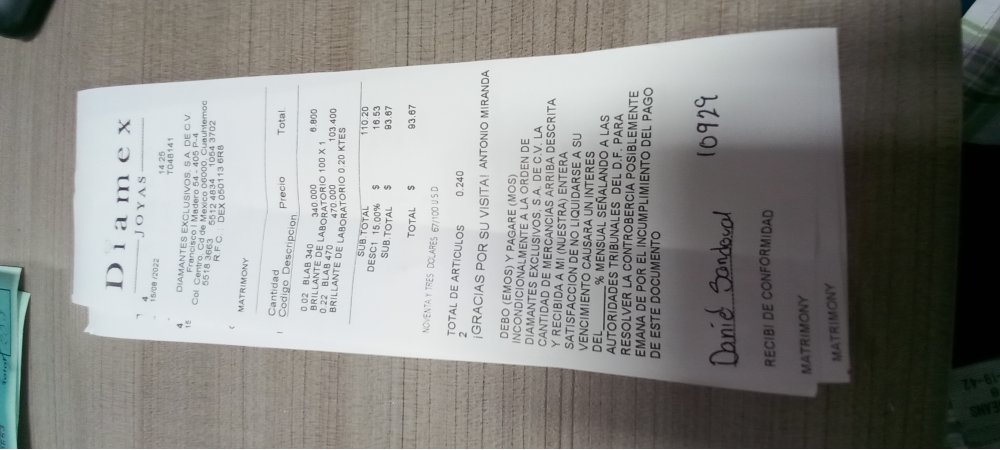 Diamex
JOYAS
4
15/09/2022 14:25
T048141
DIAMANTES EXCLUSIVOS, S.A. DE C.V
Francisco I Madero 54 - 405 P-4
Col Centro, Cd de Mexico 06000, Cuauhtemoc
5518 3663 5512 4834 1054 3702
R.F.C. DEX 050113 6R8
MATRIMONY
Cantidad
Codigo Descripcion Precio Total
0.02 BLAB 340 340.000 6.800
BRILLANTE DE LABORATORIO 100 X 1
0.22 BLAB 470 470.000 103.400
BRILLANTE DE LABORATORIO 0.20 KTES
SUB TOTAL 110.20
DESC1 15.00% $ 16.53
SUB TOTAL $ 93.67
TOTAL $ 93.67
NOVENTA Y TRES DOLARES 67/100 USD
TOTAL DE ARTICULOS 0.240
2
¡GRACIAS POR SU VISITA! ANTONIO MIRANDA
DEBO (EMOS) Y PAGARE (MOS)
INCONDICIONALMENTE A LA ORDEN DE
DIAMANTES EXCLUSIVOS, S.A. DE C.V. LA
CANTIDAD DE MERCANCIAS ARRIBA DESCRITA
Y RECIBIDA A MI (NUESTRA) ENTERA
SATISFACCION DE NO LIQUIDARSE A SU
VENCIMIENTO CAUSARA UN INTERES
DEL ____ % MENSUAL SEÑALANDO A LAS
AUTORIDADES TRIBUNALES DEL D.F. PARA
RESOLVER LA CONTROBERCIA POSIBLEMENTE
EMANA DE POR EL INCUMPLIMIENTO DEL PAGO
DE ESTE DOCUMENTO
David Sandoval 10929
RECIBI DE CONFORMIDAD
MATRIMONY
MATRIMONY